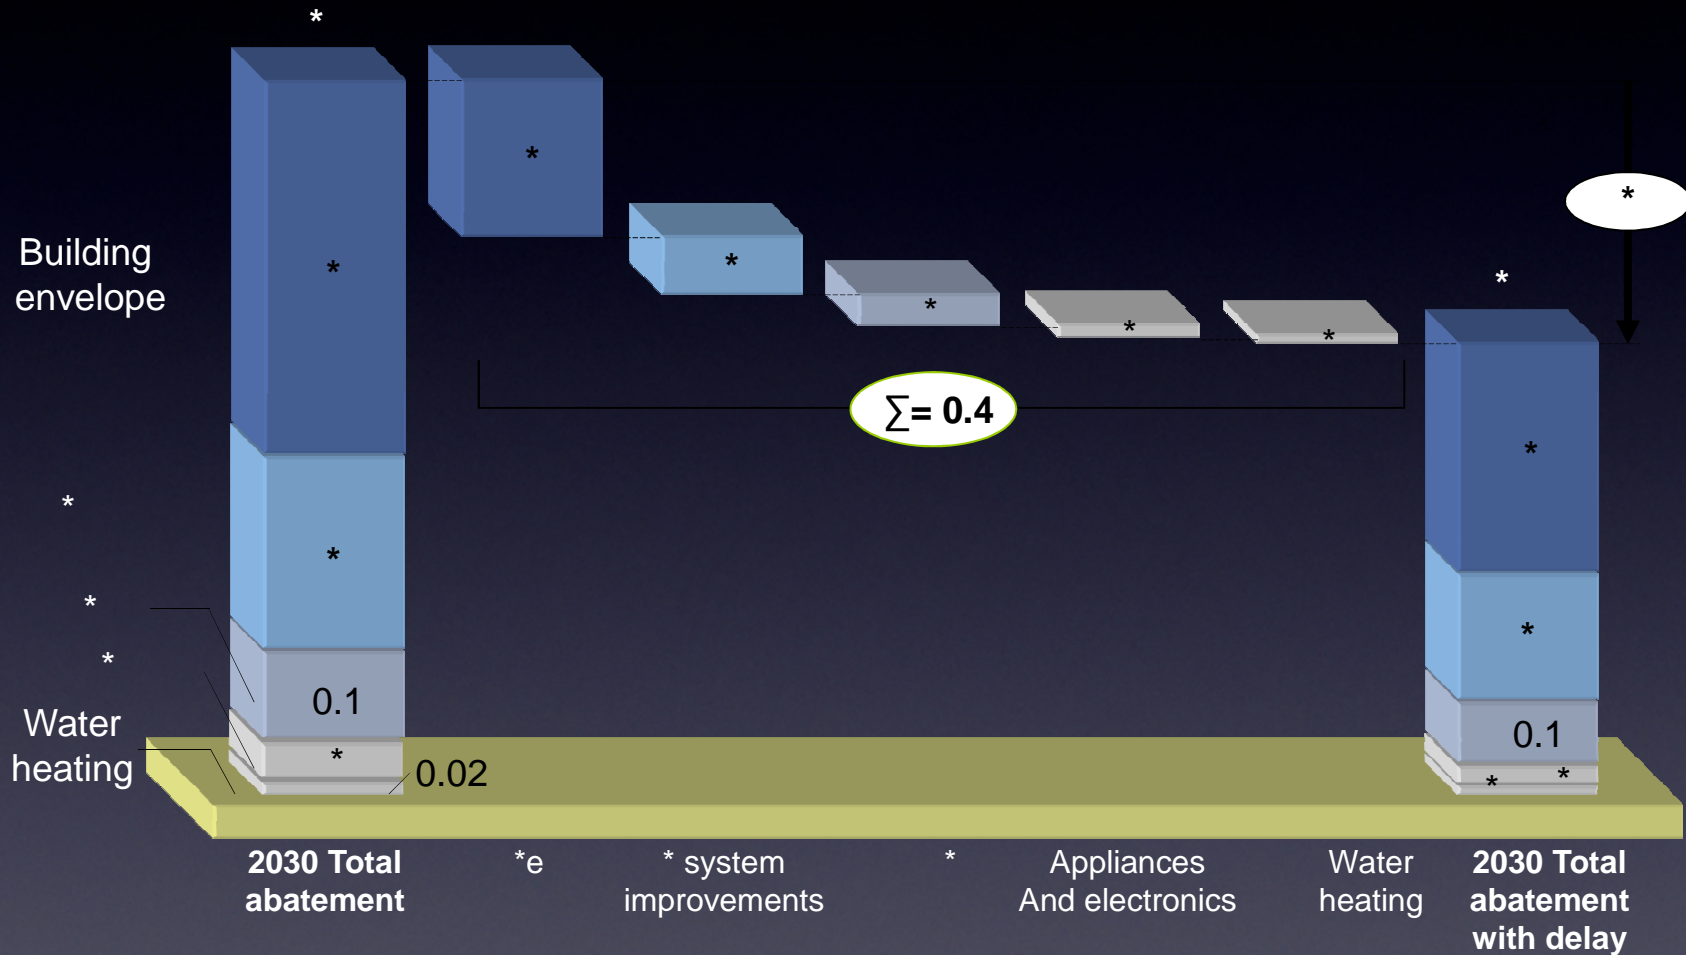 *
*
*
*
Building
envelope
*
*
*
*
*
*
*
∑= 0.4
*
*
*
*
*
*
0.1
Water
heating
*
0.02
0.1
*
*
2030 Total
abatement
*e
* system
improvements
*
Appliances
And electronics
Water
heating
2030 Total
abatement
with delay